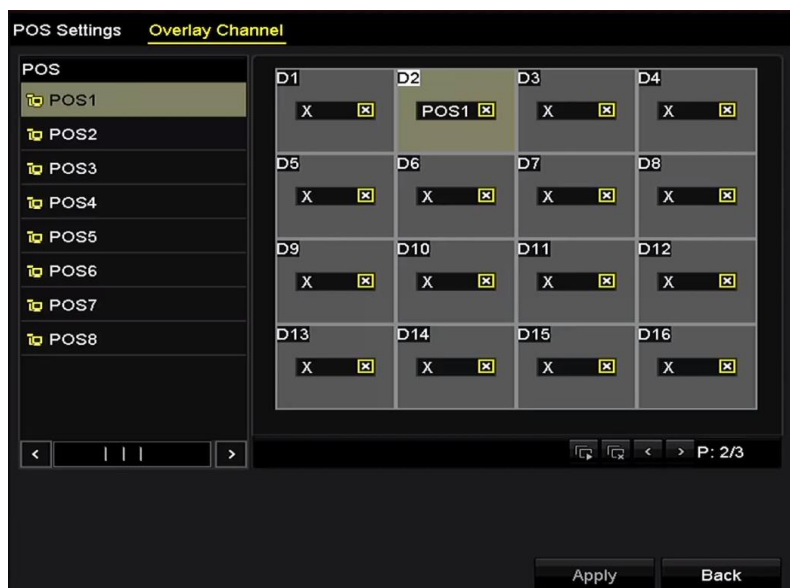 POS Settings Overlay Channel
POS
POS1
POS2
POS3
POS4
POS5
POS6
POS7
POS8
D1 D2 D3 D4
X POS1 X X
D5 D6 D7 D8
X X X X
D9 D10 D11 D12
X X X X
D13 D14 D15 D16
X X X X
< > < > P: 2/3
Apply Back